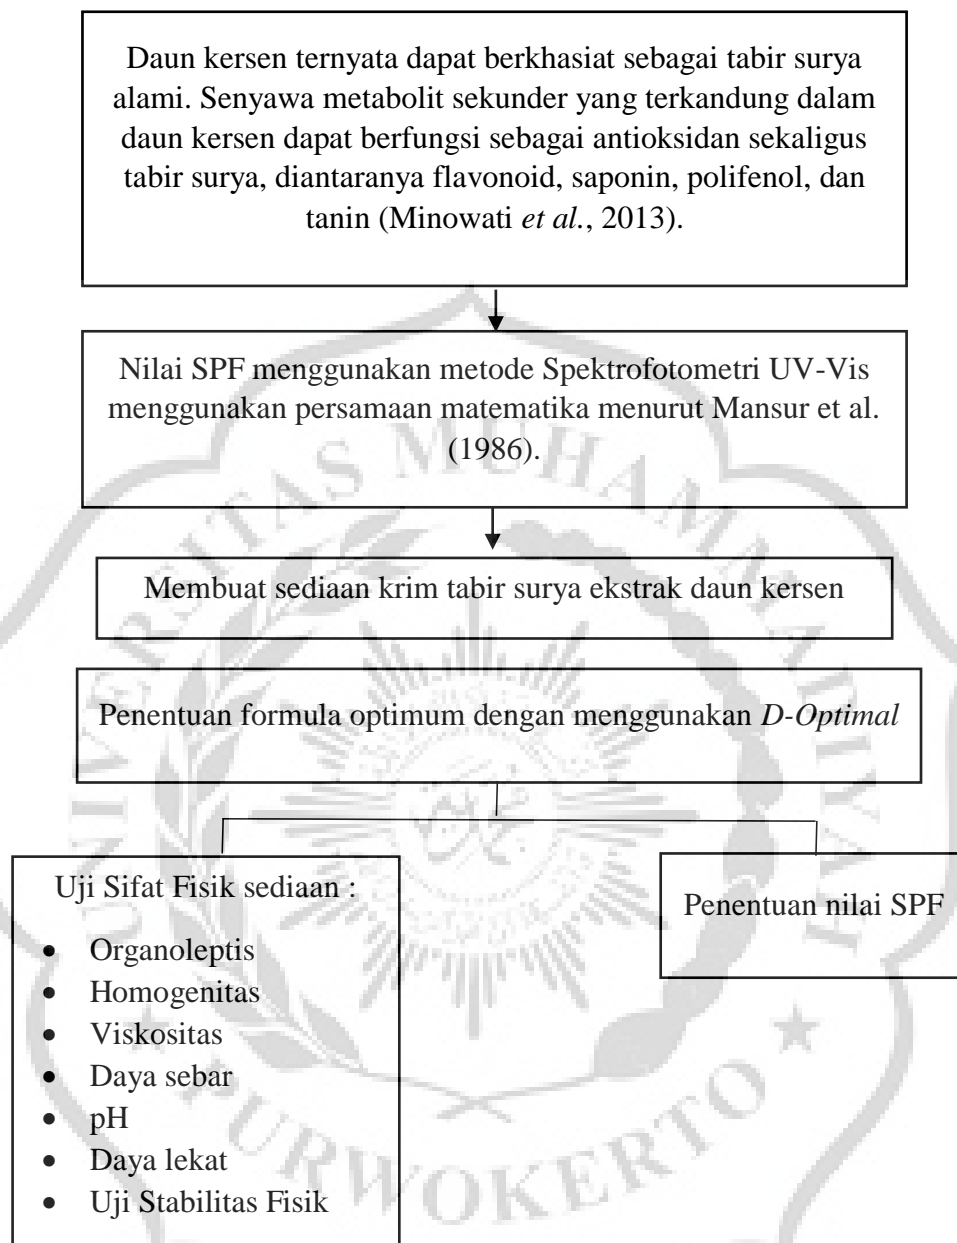 Daun kersen ternyata dapat berkhasiat sebagai tabir surya
alami. Senyawa metabolit sekunder yang terkandung dalam
daun kersen dapat berfungsi sebagai antioksidan sekaligus
tabir surya, diantaranya flavonoid, saponin, polifenol, dan
tanin (Minowati et al., 2013).
Nilai SPF menggunakan metode Spektrofotometri UV-Vis
menggunakan persamaan matematika menurut Mansur et al.
(1986).
Membuat sediaan krim tabir surya ekstrak daun kersen
Penentuan formula optimum dengan menggunakan D-Optimal
Uji Sifat Fisik sediaan :
• Organoleptis
• Homogenitas
• Viskositas
• Daya sebar
• pH
• Daya lekat
• Uji Stabilitas Fisik
Penentuan nilai SPF
UNIVERSITAS MUHAMMADIYAH
PURWOKERTO